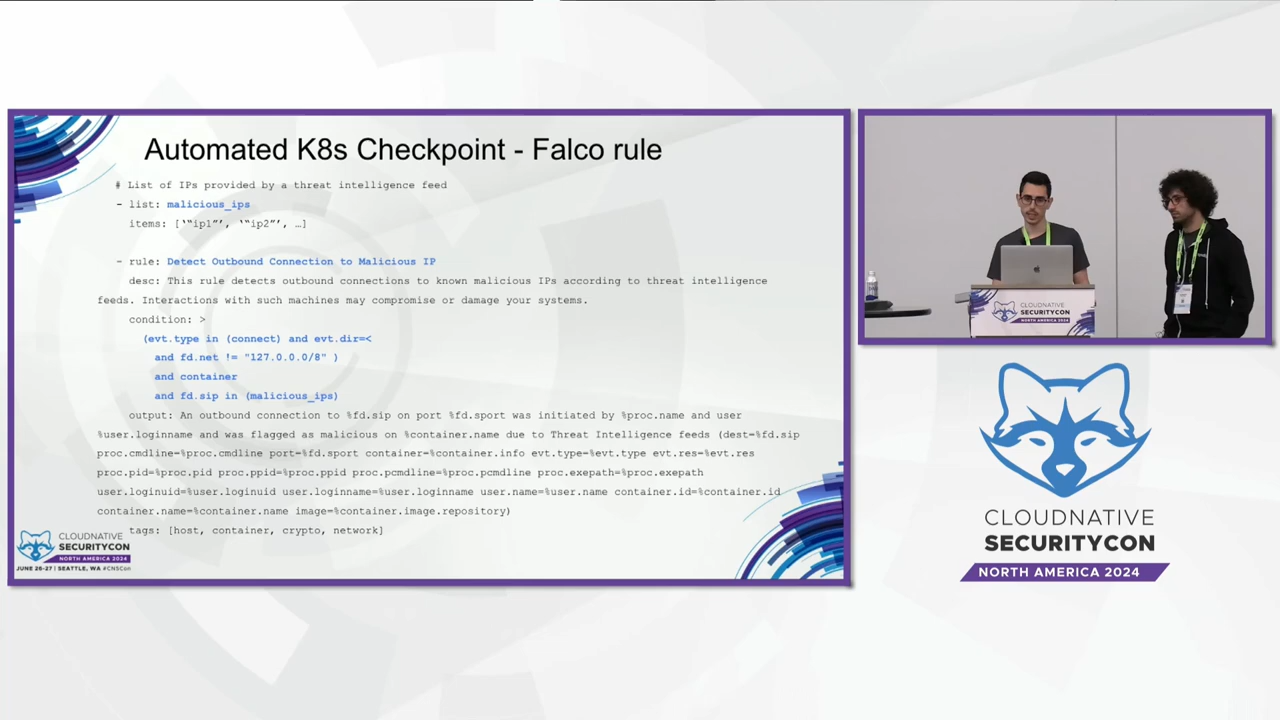 Automated K8s Checkpoint - Falco rule
# List of IPs provided by a threat intelligence feed
- list: malicious_ips
items: ['"ip1"', '"ip2"', …]
- rule: Detect Outbound Connection to Malicious IP
desc: This rule detects outbound connections to known malicious IPs according to threat intelligence
feeds. Interactions with such machines may compromise or damage your systems.
condition: >
(evt.type in (connect) and evt.dir=<
and fd.net != "127.0.0.0/8" )
and container
and fd.sip in (malicious_ips)
output: An outbound connection to %fd.sip on port %fd.sport was initiated by %proc.name and user
%user.loginname and was flagged as malicious on %container.name due to Threat Intelligence feeds (dest=%fd.sip
proc.cmdline=%proc.cmdline port=%fd.sport container=%container.info evt.type=%evt.type evt.res=%evt.res
proc.pid=%proc.pid proc.ppid=%proc.ppid proc.pcmdline=%proc.pcmdline proc.exepath=%proc.exepath
user.loginuid=%user.loginuid user.loginname=%user.loginname user.name=%user.name container.id=%container.id
container.name=%container.name image=%container.image.repository)
tags: [host, container, crypto, network]
CLOUDNATIVE
SECURITYCON
NORTH AMERICA 2024
JUNE 26-27 | SEATTLE, WA #CNSCon
CLOUDNATIVE
SECURITYCON
NORTH AMERICA 2024
CLOUDNATIVE
SECURITYCON
NORTH AMERICA 2024